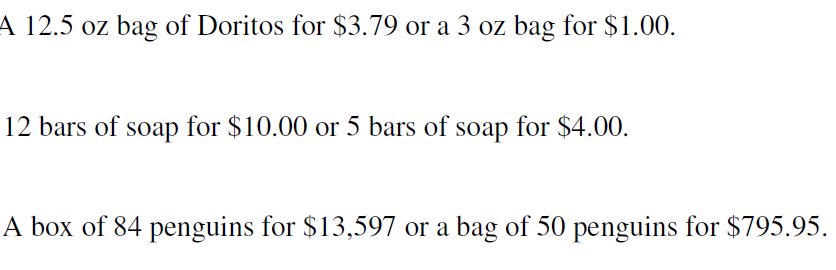 A 12.5 oz bag of Doritos for $3.79 or a 3 oz bag for $1.00.
12 bars of soap for $10.00 or 5 bars of soap for $4.00.
A box of 84 penguins for $13,597 or a bag of 50 penguins for $795.95.